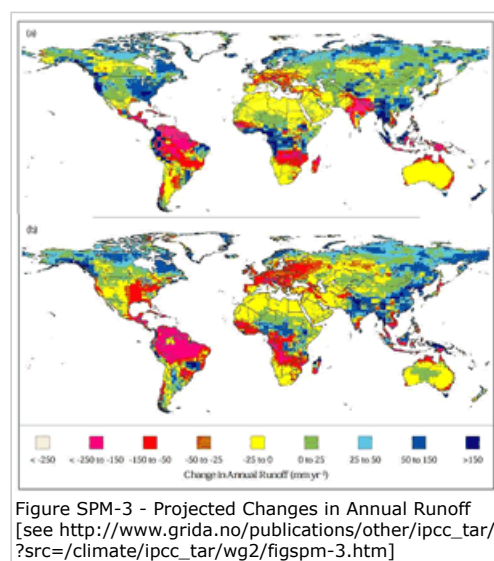 (a)
(b)
< -250 < -250 to -150 -150 to -50 -50 to -25 -25 to 0 0 to 25 25 to 50 50 to 150 >150
Change in Annual Runoff (mm yr⁻¹)
Figure SPM-3 - Projected Changes in Annual Runoff
[see http://www.grida.no/publications/other/ipcc_tar/
?src=/climate/ipcc_tar/wg2/figspm-3.htm]